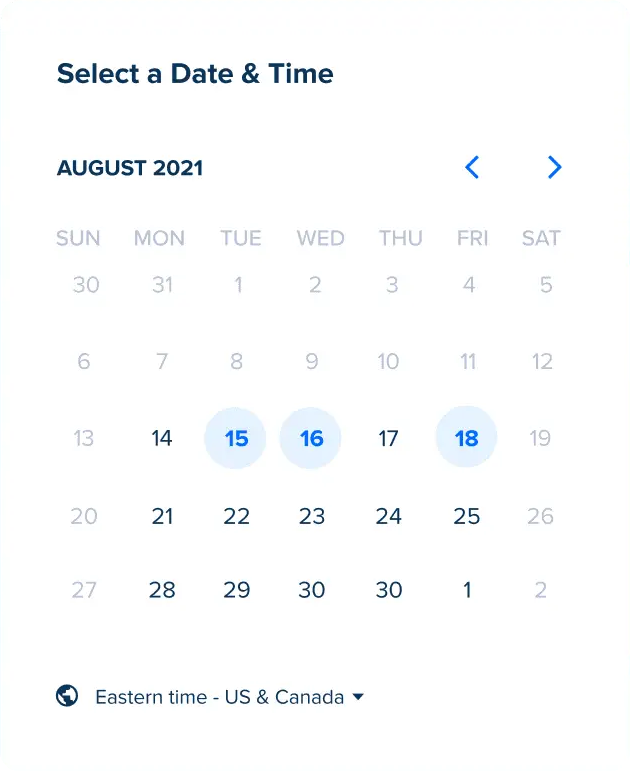 Select a Date & Time
AUGUST 2021
SUN MON TUE WED THU FRI SAT
30 31 1 2 3 4 5
6 7 8 9 10 11 12
13 14 15 16 17 18 19
20 21 22 23 24 25 26
27 28 29 30 30 1 2
Eastern time - US & Canada